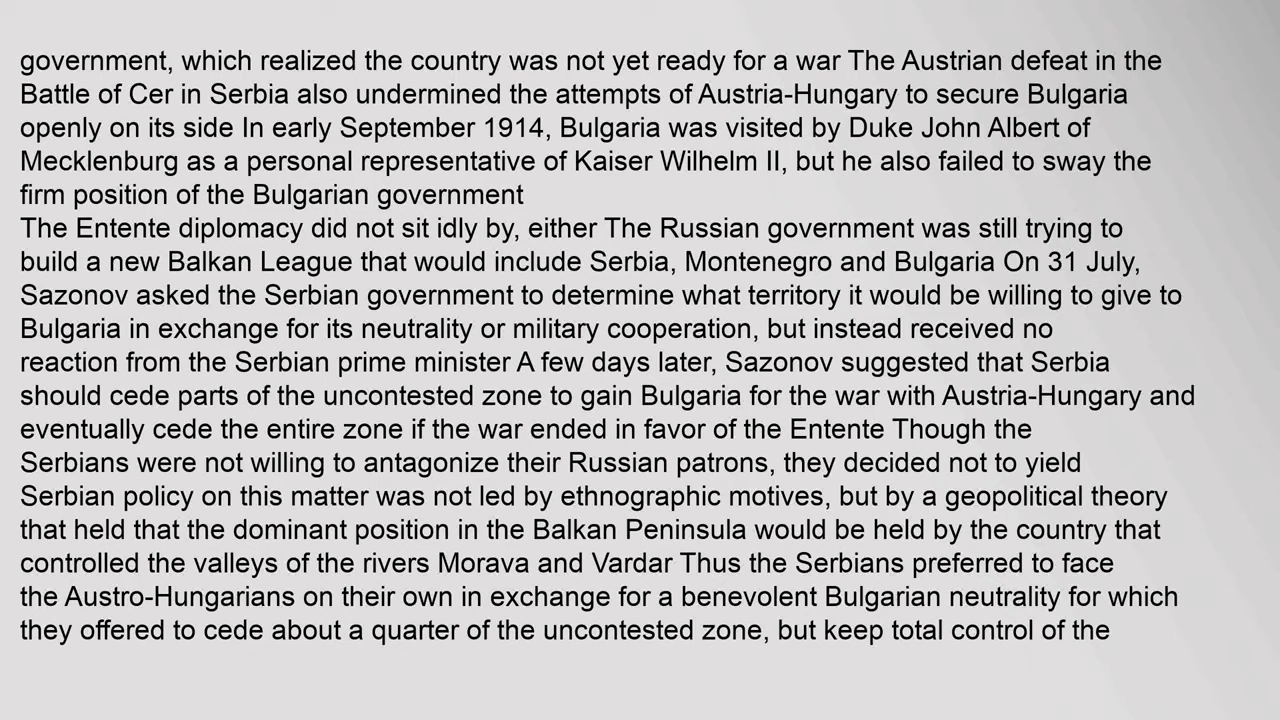 government, which realized the country was not yet ready for a war The Austrian defeat in the
Battle of Cer in Serbia also undermined the attempts of Austria-Hungary to secure Bulgaria
openly on its side In early September 1914, Bulgaria was visited by Duke John Albert of
Mecklenburg as a personal representative of Kaiser Wilhelm II, but he also failed to sway the
firm position of the Bulgarian government
The Entente diplomacy did not sit idly by, either The Russian government was still trying to
build a new Balkan League that would include Serbia, Montenegro and Bulgaria On 31 July,
Sazonov asked the Serbian government to determine what territory it would be willing to give to
Bulgaria in exchange for its neutrality or military cooperation, but instead received no
reaction from the Serbian prime minister A few days later, Sazonov suggested that Serbia
should cede parts of the uncontested zone to gain Bulgaria for the war with Austria-Hungary and
eventually cede the entire zone if the war ended in favor of the Entente Though the
Serbians were not willing to antagonize their Russian patrons, they decided not to yield
Serbian policy on this matter was not led by ethnographic motives, but by a geopolitical theory
that held that the dominant position in the Balkan Peninsula would be held by the country that
controlled the valleys of the rivers Morava and Vardar Thus the Serbians preferred to face
the Austro-Hungarians on their own in exchange for a benevolent Bulgarian neutrality for which
they offered to cede about a quarter of the uncontested zone, but keep total control of the